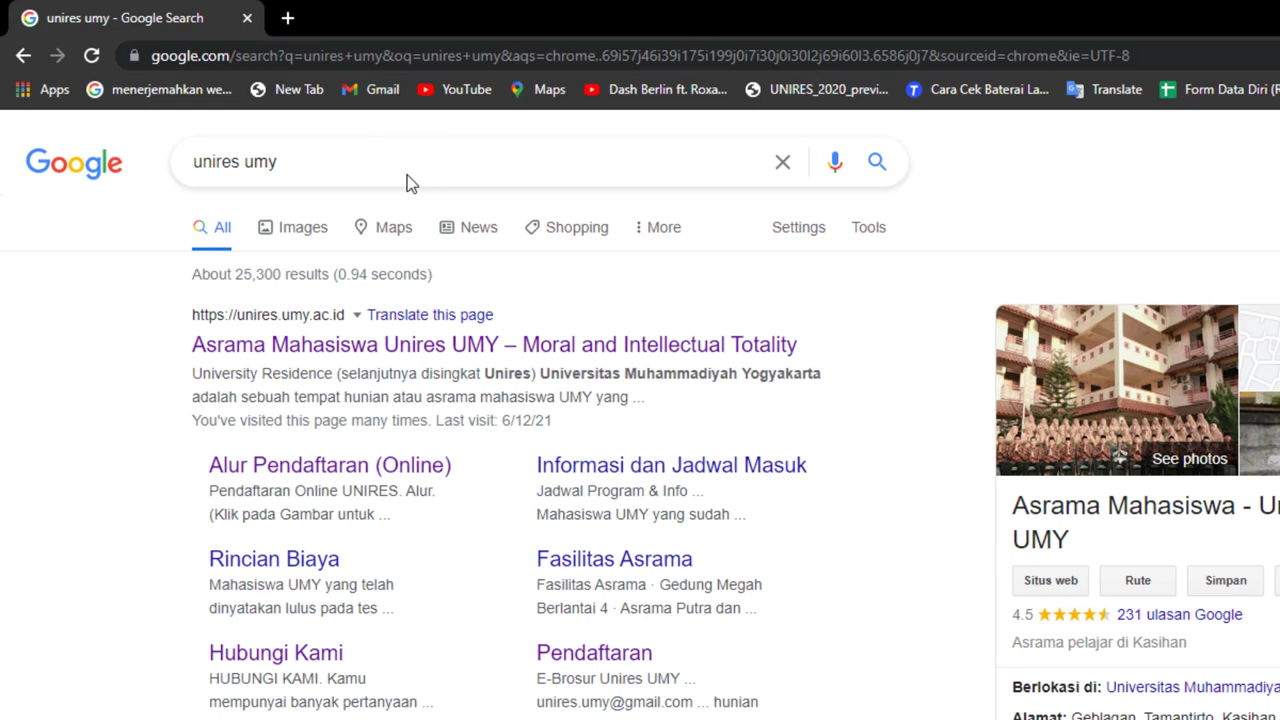 unires umy - Google Search
google.com/search?q=unires+umy&oq=unires+umy&aqs=chrome..69i57j46i39i175i199j0i7i30j0i30l2j69i60l3.6586j0j7&sourceid=chrome&ie=UTF-8
Apps menerjemahkan we... New Tab Gmail YouTube Maps Dash Berlin ft. Roxa... UNIRES_2020_previ... Cara Cek Baterai La... Translate Form Data Diri (R
Google
unires umy
All Images Maps News Shopping More Settings Tools
About 25,300 results (0.94 seconds)
https://unires.umy.ac.id Translate this page
Asrama Mahasiswa Unires UMY – Moral and Intellectual Totality
University Residence (selanjutnya disingkat Unires) Universitas Muhammadiyah Yogyakarta
adalah sebuah tempat hunian atau asrama mahasiswa UMY yang ...
You've visited this page many times. Last visit: 6/12/21
Alur Pendaftaran (Online)
Pendaftaran Online UNIRES. Alur.
(Klik pada Gambar untuk ...
Informasi dan Jadwal Masuk
Jadwal Program & Info ...
Mahasiswa UMY yang sudah ...
Rincian Biaya
Mahasiswa UMY yang telah
dinyatakan lulus pada tes ...
Fasilitas Asrama
Fasilitas Asrama · Gedung Megah
Berlantai 4 · Asrama Putra dan ...
Hubungi Kami
HUBUNGI KAMI. Kamu
mempunyai banyak pertanyaan ...
Pendaftaran
E-Brosur Unires UMY ...
unires.umy@gmail.com ... hunian
See photos
Asrama Mahasiswa - Un
UMY
Situs web Rute Simpan
4.5 231 ulasan Google
Asrama pelajar di Kasihan
Berlokasi di: Universitas Muhammadiya
Alamat: Geblagan, Tamantirto, Kasihan